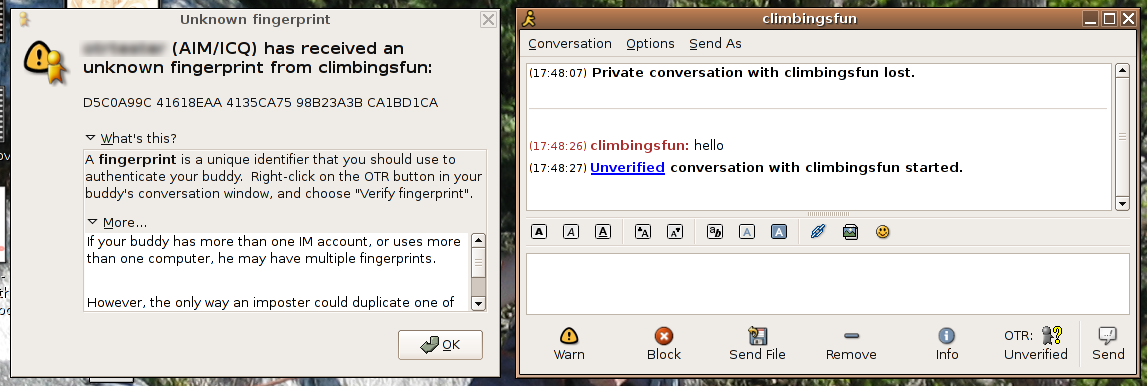 Unknown fingerprint
(AIM/ICQ) has received an
unknown fingerprint from climbingsfun:
D5C0A99C 41618EAA 4135CA75 98B23A3B CA1BD1CA
What's this?
A fingerprint is a unique identifier that you should use to
authenticate your buddy.  Right-click on the OTR button in your
buddy's conversation window, and choose "Verify fingerprint".
More...
If your buddy has more than one IM account, or uses more
than one computer, he may have multiple fingerprints.
However, the only way an imposter could duplicate one of
OK
climbingsfun
Conversation Options Send As
(17:48:07) Private conversation with climbingsfun lost.
(17:48:26) climbingsfun: hello
(17:48:27) Unverified conversation with climbingsfun started.
Warn Block Send File Remove Info OTR: Unverified Send